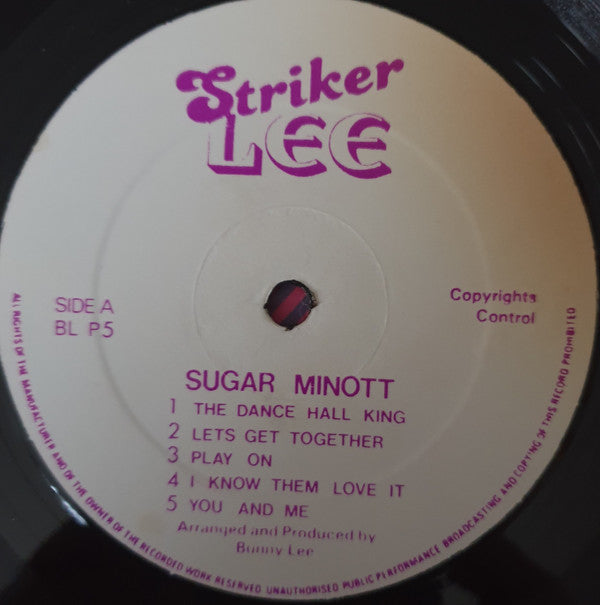 Striker
LEE
SIDE A
BL P5
Copyrights
Control
SUGAR MINOTT
1 THE DANCE HALL KING
2 LETS GET TOGETHER
3 PLAY ON
4 I KNOW THEM LOVE IT
5 YOU AND ME
Arranged and Produced by
Bunny Lee
ALL RIGHTS OF THE MANUFACTURER AND OF THE OWNER OF THE RECORDED WORK RESERVED UNAUTHORISED PUBLIC PERFORMANCE BROADCASTING AND COPYING OF THIS RECORD PROHIBITED